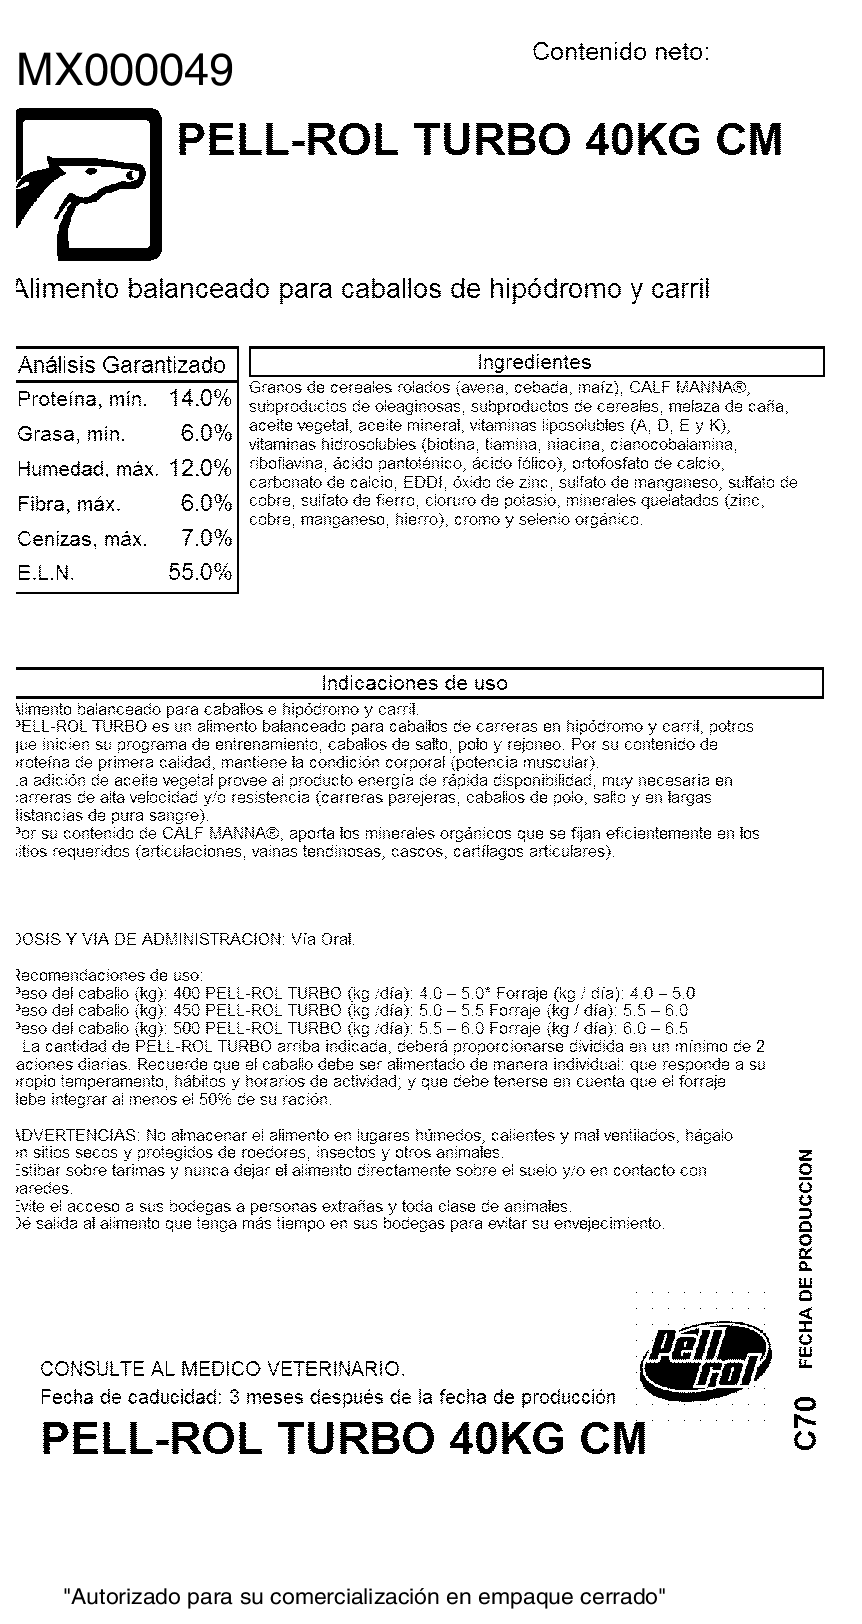 Contenido neto:
MX000049
PELL-ROL TURBO 40KG CM
Alimento balanceado para caballos de hipódromo y carril
Análisis Garantizado
Proteína, mín. 14.0%
Grasa, mín. 6.0%
Humedad, máx. 12.0%
Fibra, máx. 6.0%
Cenizas, máx. 7.0%
E.L.N. 55.0%
Ingredientes
Granos de cereales rolados (avena, cebada, maíz), CALF MANNA®,
subproductos de oleaginosas, subproductos de cereales, melaza de caña,
aceite vegetal, aceite mineral, vitaminas liposolubles (A, D, E y K),
vitaminas hidrosolubles (biotina, tiamina, niacina, cianocobalamina,
riboflavina, ácido pantoténico, ácido fólico), ortofosfato de calcio,
carbonato de calcio, EDDI, óxido de zinc, sulfato de manganeso, sulfato de
cobre, sulfato de fierro, cloruro de potasio, minerales quelatados (zinc,
cobre, manganeso, hierro), cromo y selenio orgánico.
Indicaciones de uso
Alimento balanceado para caballos e hipódromo y carril.
PELL-ROL TURBO es un alimento balanceado para caballos de carreras en hipódromo y carril, potros
que inicien su programa de entrenamiento, caballos de salto, polo y rejoneo. Por su contenido de
proteína de primera calidad, mantiene la condición corporal (potencia muscular).
La adición de aceite vegetal provee al producto energía de rápida disponibilidad, muy necesaria en
carreras de alta velocidad y/o resistencia (carreras parejeras, caballos de polo, salto y en largas
distancias de pura sangre).
Por su contenido de CALF MANNA®, aporta los minerales orgánicos que se fijan eficientemente en los
sitios requeridos (articulaciones, vainas tendinosas, cascos, cartílagos articulares).
DOSIS Y VIA DE ADMINISTRACION: Vía Oral.
Recomendaciones de uso:
Peso del caballo (kg): 400 PELL-ROL TURBO (kg /día): 4.0 – 5.0* Forraje (kg / día): 4.0 – 5.0
Peso del caballo (kg): 450 PELL-ROL TURBO (kg /día): 5.0 – 5.5 Forraje (kg / día): 5.5 – 6.0
Peso del caballo (kg): 500 PELL-ROL TURBO (kg /día): 5.5 – 6.0 Forraje (kg / día): 6.0 – 6.5
La cantidad de PELL-ROL TURBO arriba indicada, deberá proporcionarse dividida en un mínimo de 2
raciones diarias. Recuerde que el caballo debe ser alimentado de manera individual: que responde a su
propio temperamento, hábitos y horarios de actividad; y que debe tenerse en cuenta que el forraje
debe integrar al menos el 50% de su ración.
ADVERTENCIAS: No almacenar el alimento en lugares húmedos, calientes y mal ventilados, hágalo
en sitios secos y protegidos de roedores, insectos y otros animales.
Estibar sobre tarimas y nunca dejar el alimento directamente sobre el suelo y/o en contacto con
paredes.
Evite el acceso a sus bodegas a personas extrañas y toda clase de animales.
Dé salida al alimento que tenga más tiempo en sus bodegas para evitar su envejecimiento.
C70 FECHA DE PRODUCCION
Pell rol
CONSULTE AL MEDICO VETERINARIO.
Fecha de caducidad: 3 meses después de la fecha de producción
PELL-ROL TURBO 40KG CM
"Autorizado para su comercialización en empaque cerrado"